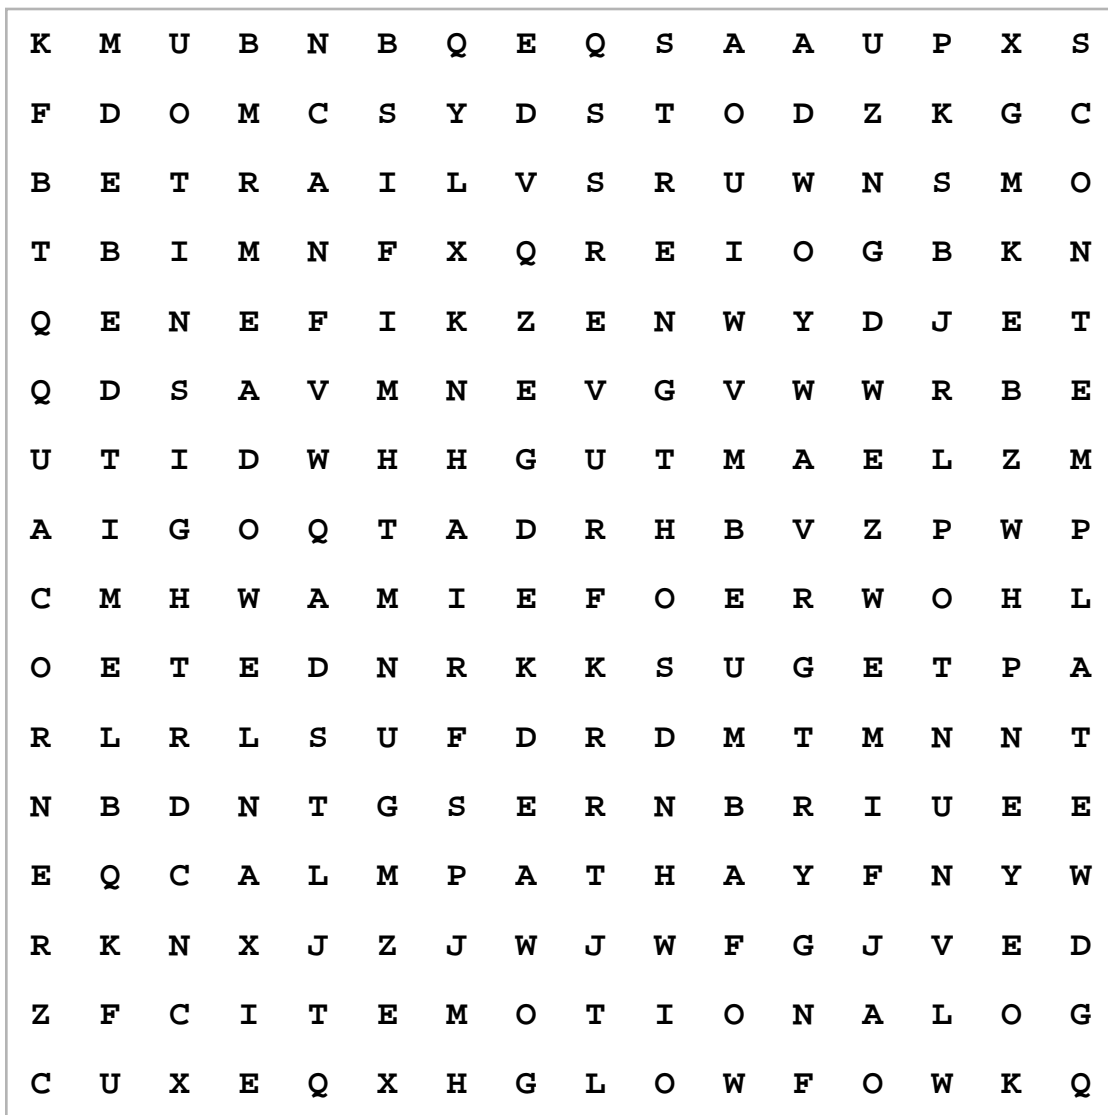 K M U B N B Q E Q S A A U P X S
F D O M C S Y D S T O D Z K G C
B E T R A I L V S R U W N S M O
T B I M N F X Q R E I O G B K N
Q E N E F I K Z E N W Y D J E T
Q D S A V M N E V G V W W R B E
U T I D W H H G U T M A E L Z M
A I G O Q T A D R H B V Z P W P
C M H W A M I E F O E R W O H L
O E T E D N R K K S U G E T P A
R L R L S U F D R D M T M N N T
N B D N T G S E R N B R I U E E
E Q C A L M P A T H A Y F N Y W
R K N X J Z J W J W F G J V E D
Z F C I T E M O T I O N A L O G
C U X E Q X H G L O W F O W K Q